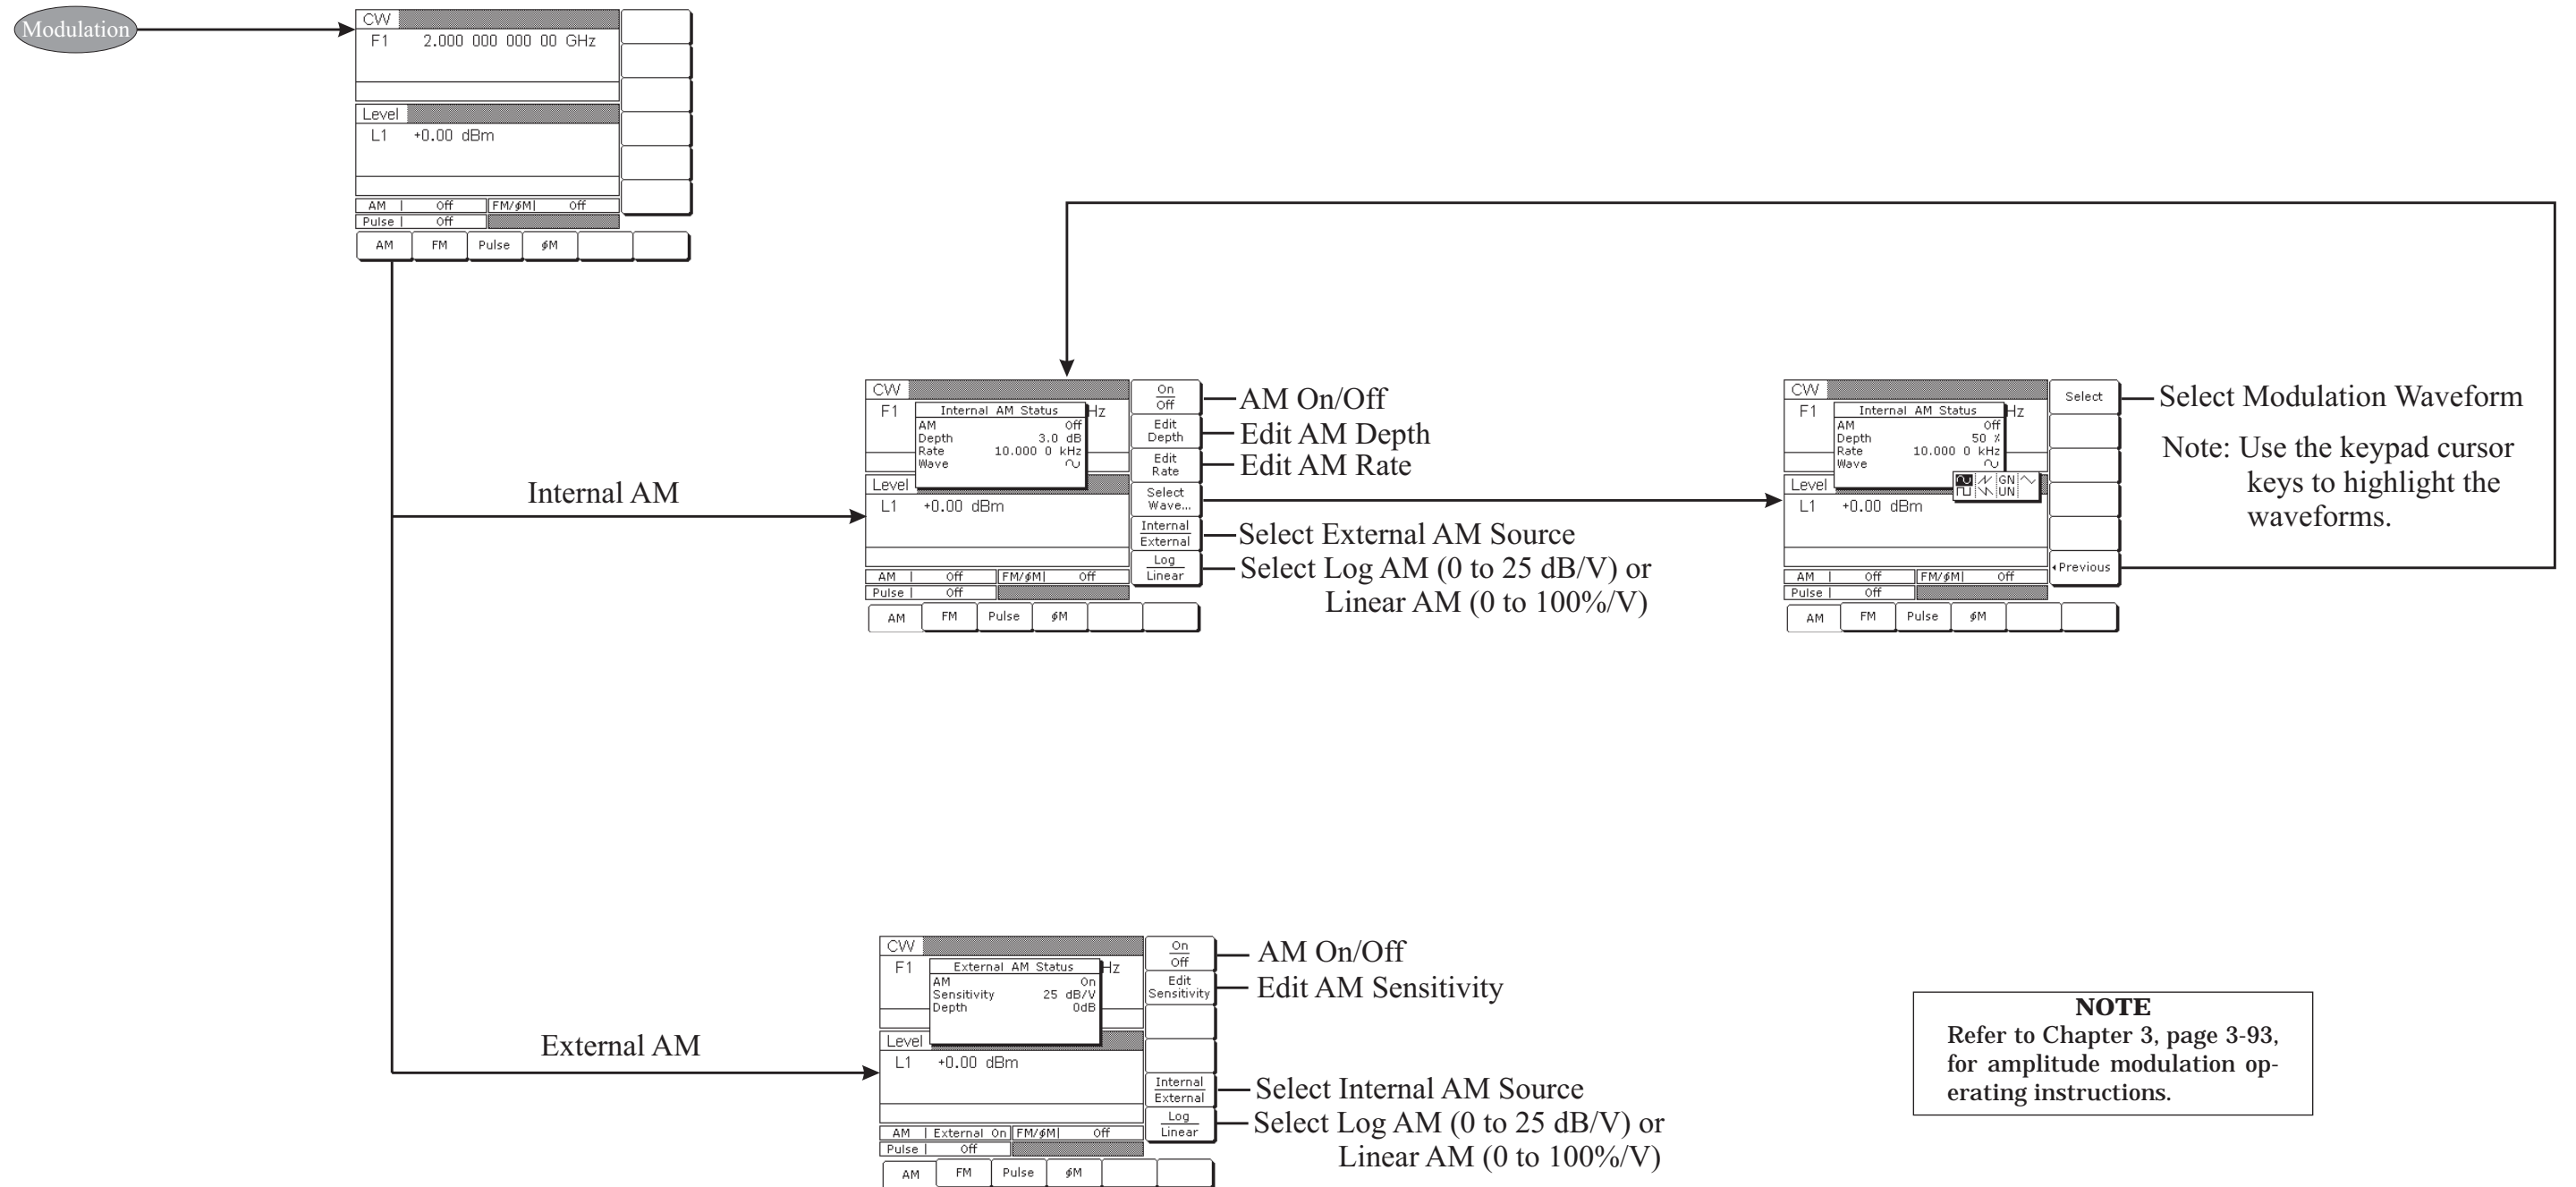 Modulation
CW
F1 2.000 000 000 00 GHz
Level
L1 +0.00 dBm
AM | Off FM/ϕM| Off
Pulse | Off
AM FM Pulse ϕM
Internal AM
CW
F1 Hz
Internal AM Status
AM Off
Depth 3.0 dB
Rate 10.000 0 kHz
Wave
Level
L1 +0.00 dBm
AM | Off FM/ϕM| Off
Pulse | Off
AM FM Pulse ϕM
On
Off
Edit
Depth
Edit
Rate
Select
Wave...
Internal
External
Log
Linear
AM On/Off
Edit AM Depth
Edit AM Rate
Select External AM Source
Select Log AM (0 to 25 dB/V) or
Linear AM (0 to 100%/V)
CW
F1 Hz
Internal AM Status
AM Off
Depth 50 %
Rate 10.000 0 kHz
Wave
GN
UN
Level
L1 +0.00 dBm
AM | Off FM/ϕM| Off
Pulse | Off
AM FM Pulse ϕM
Select
Previous
Select Modulation Waveform
Note: Use the keypad cursor
keys to highlight the
waveforms.
External AM
CW
F1 Hz
External AM Status
AM On
Sensitivity 25 dB/V
Depth 0dB
Level
L1 +0.00 dBm
AM | External On FM/ϕM| Off
Pulse | Off
AM FM Pulse ϕM
On
Off
Edit
Sensitivity
Internal
External
Log
Linear
AM On/Off
Edit AM Sensitivity
Select Internal AM Source
Select Log AM (0 to 25 dB/V) or
Linear AM (0 to 100%/V)
NOTE
Refer to Chapter 3, page 3-93,
for amplitude modulation op-
erating instructions.